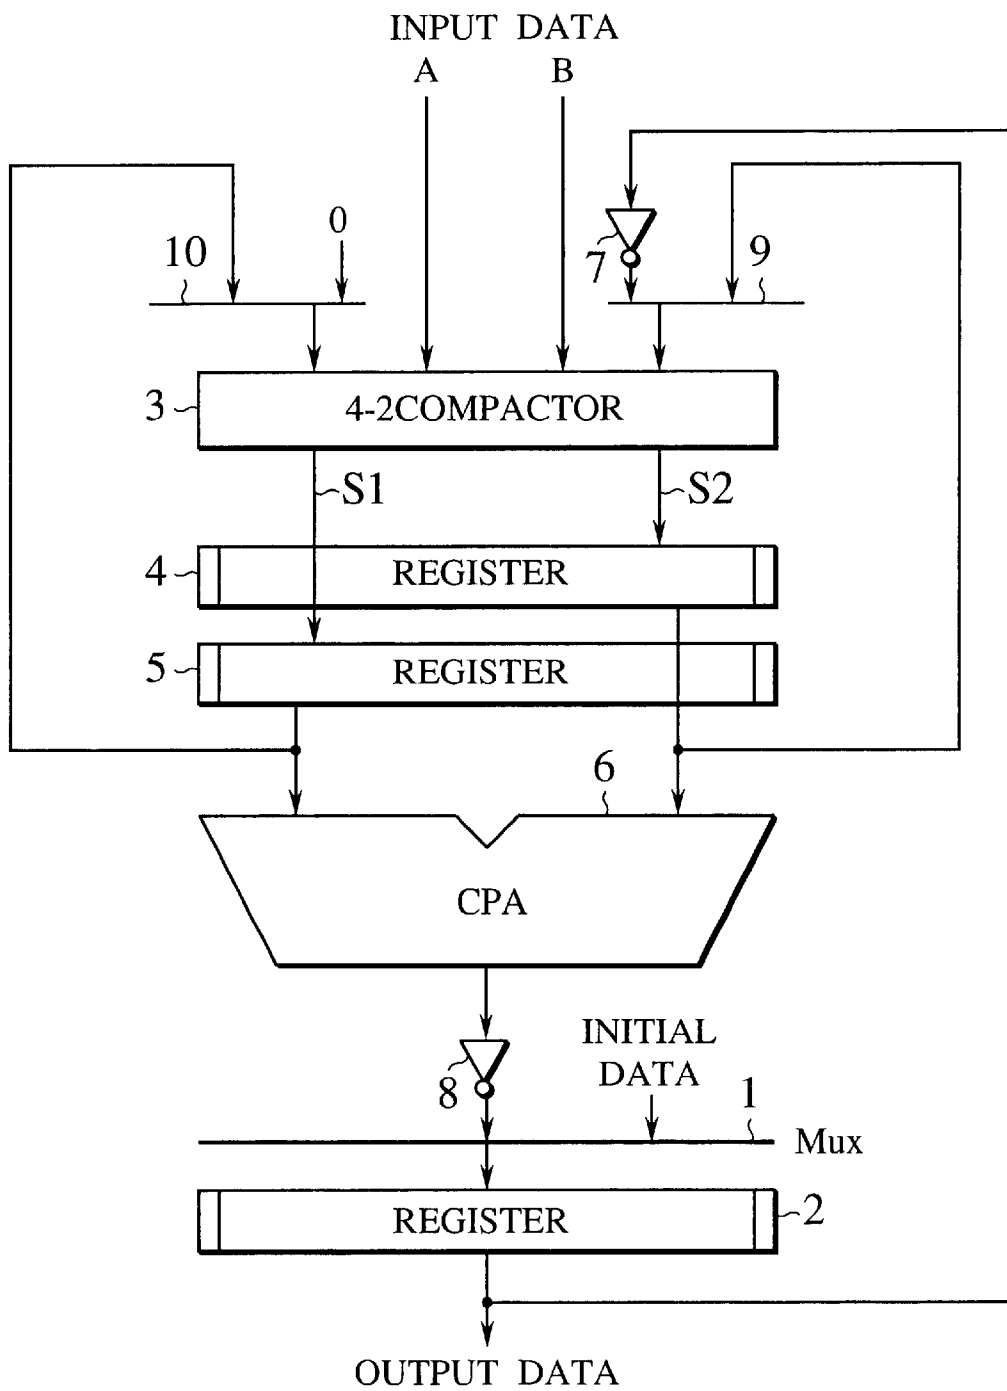 INPUT DATA
A B
0
10
7
9
3
4-2COMPACTOR
S1
S2
4
REGISTER
5
REGISTER
6
CPA
8
INITIAL
DATA
1
Mux
REGISTER
2
OUTPUT DATA